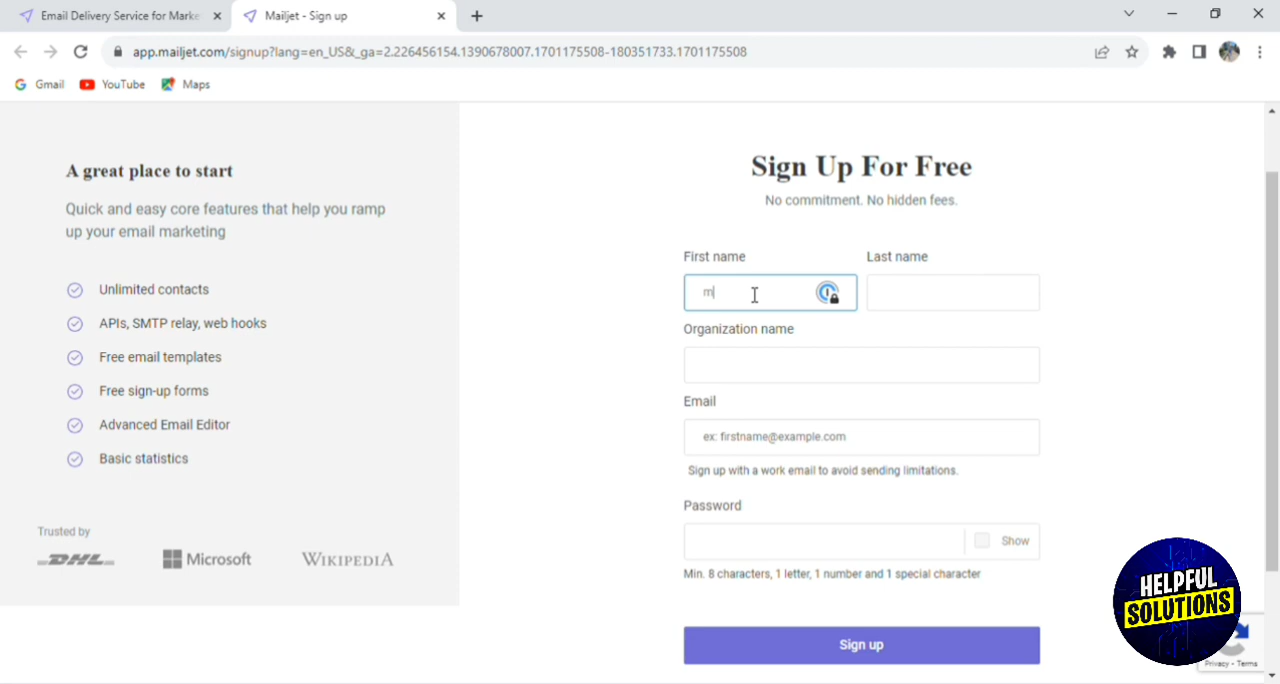 Email Delivery Service for Marke
Mailjet - Sign up
app.mailjet.com/signup?lang=en_US&_ga=2.226456154.1390678007.1701175508-180351733.1701175508
Gmail
YouTube
Maps
A great place to start
Quick and easy core features that help you ramp
up your email marketing
Unlimited contacts
APIs, SMTP relay, web hooks
Free email templates
Free sign-up forms
Advanced Email Editor
Basic statistics
Trusted by
DHL
Microsoft
WIKIPEDIA
Sign Up For Free
No commitment. No hidden fees.
First name
Last name
m
Organization name
Email
ex: firstname@example.com
Sign up with a work email to avoid sending limitations.
Password
Show
Min. 8 characters, 1 letter, 1 number and 1 special character
Sign up
HELPFUL
SOLUTIONS
Privacy - Terms